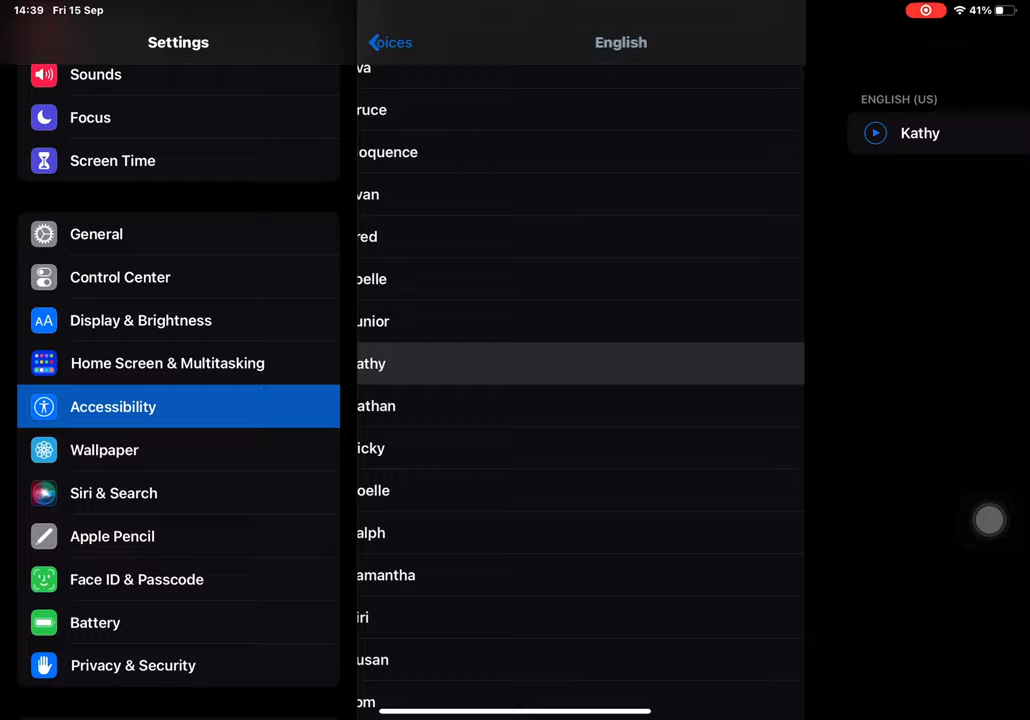 14:39 Fri 15 Sep
41%
Settings
Sounds
Focus
Screen Time
General
Control Center
Display & Brightness
AA
Home Screen & Multitasking
Accessibility
Wallpaper
Siri & Search
Apple Pencil
Face ID & Passcode
Battery
Privacy & Security
oices
English
va
ruce
oquence
van
red
oelle
unior
athy
athan
icky
oelle
alph
amantha
iri
usan
om
ENGLISH (US)
Kathy